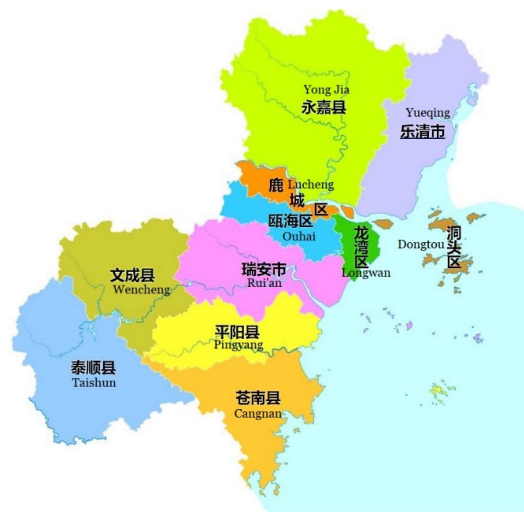 Yong Jia
永嘉县
Yueqing
乐清市
鹿城区
Lucheng
瓯海区
Ouhai
龙湾区
Longwan
洞头区
Dongtou
文成县
Wencheng
瑞安市
Rui'an
平阳县
Pingyang
泰顺县
Taishun
苍南县
Cangnan